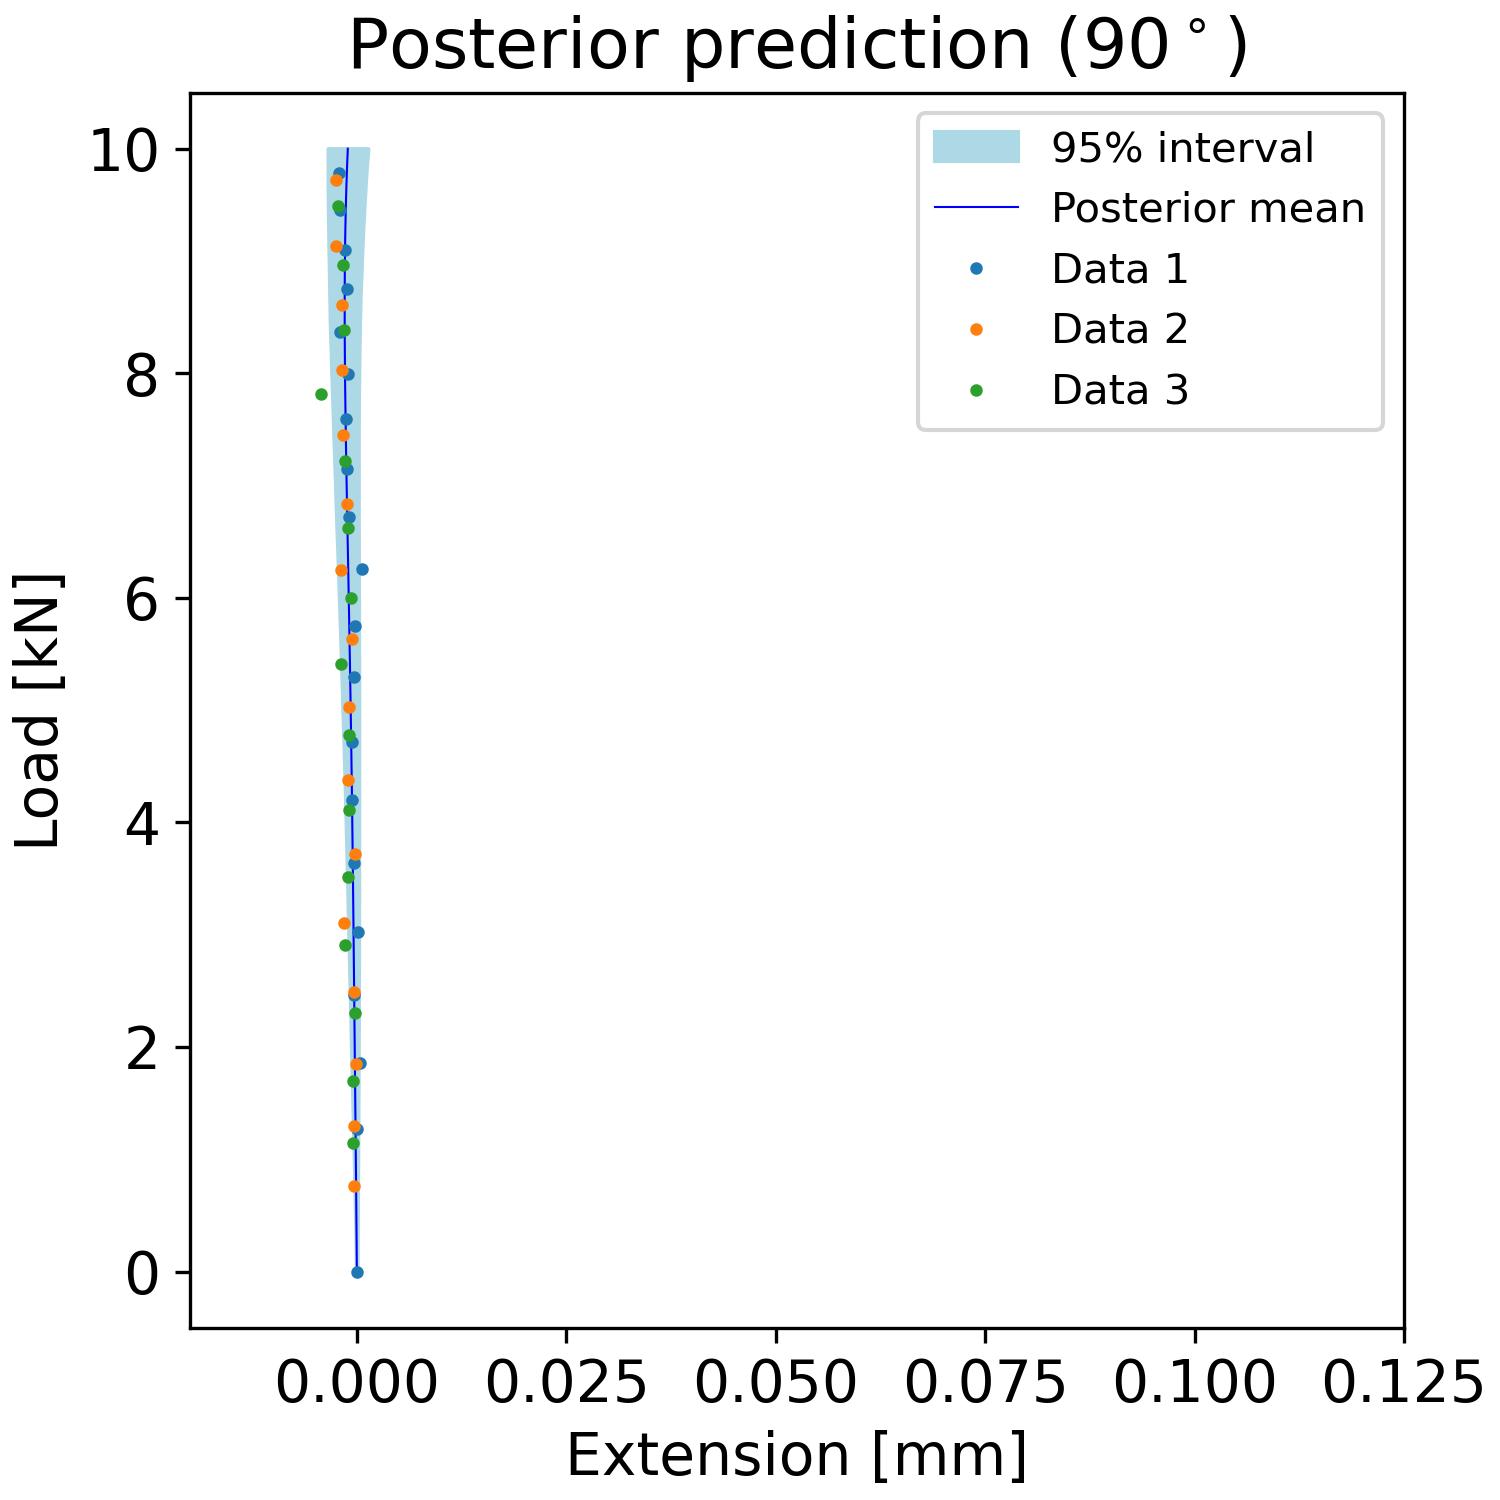 Posterior prediction (90°)
95% interval
Posterior mean
Data 1
Data 2
Data 3
10
8
6
4
2
0
Load [kN]
0.000 0.025 0.050 0.075 0.100 0.125
Extension [mm]